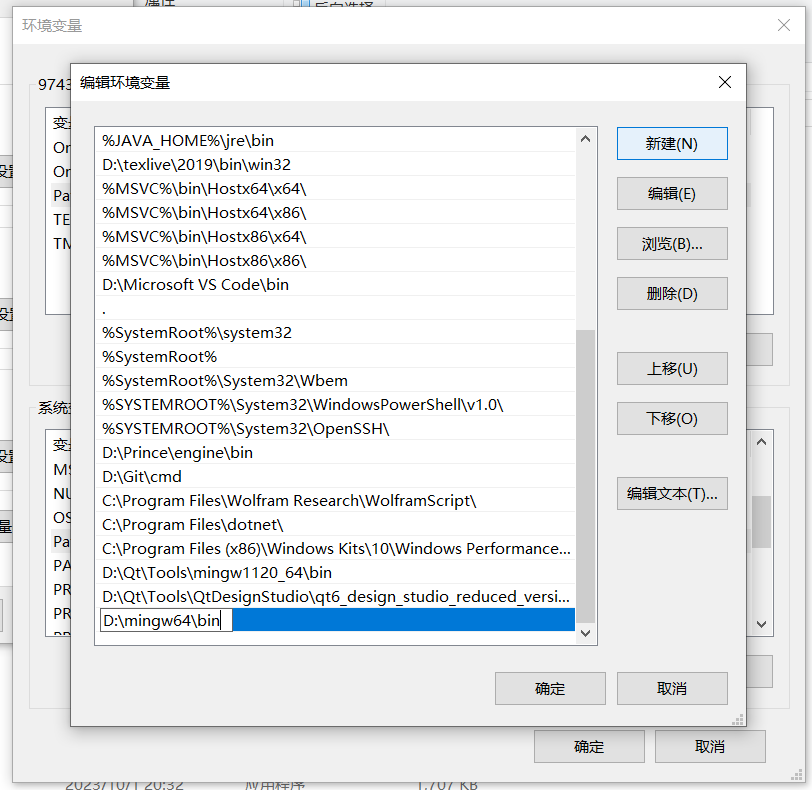 环境变量
编辑环境变量
%JAVA_HOME%\jre\bin
D:\texlive\2019\bin\win32
%MSVC%\bin\Hostx64\x64\
%MSVC%\bin\Hostx64\x86\
%MSVC%\bin\Hostx86\x64\
%MSVC%\bin\Hostx86\x86\
D:\Microsoft VS Code\bin
.
%SystemRoot%\system32
%SystemRoot%
%SystemRoot%\System32\Wbem
%SYSTEMROOT%\System32\WindowsPowerShell\v1.0\
%SYSTEMROOT%\System32\OpenSSH\
D:\Prince\engine\bin
D:\Git\cmd
C:\Program Files\Wolfram Research\WolframScript\
C:\Program Files\dotnet\
C:\Program Files (x86)\Windows Kits\10\Windows Performance...
D:\Qt\Tools\mingw1120_64\bin
D:\Qt\Tools\QtDesignStudio\qt6_design_studio_reduced_versi...
D:\mingw64\bin
新建(N)
编辑(E)
浏览(B)...
删除(D)
上移(U)
下移(O)
编辑文本(T)...
确定
取消
9743
变
On
On
Pa
TE
TM
系统
变
MS
NU
OS
Pa
PA
PR
PR
确定
取消
2023/10/1 20:32
应用程序
1,707 KB